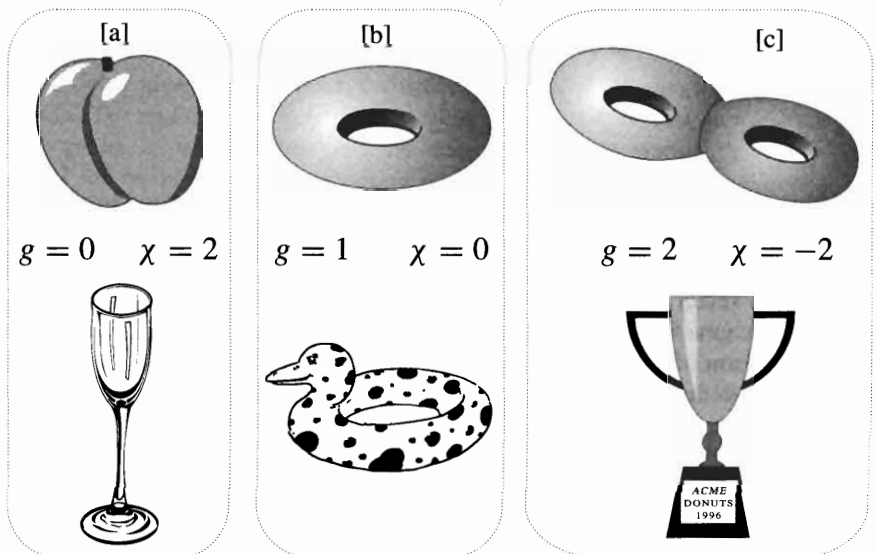 [a]
[b]
[c]
g = 0 χ = 2
g = 1 χ = 0
g = 2 χ = −2
ACME
DONUTS
1996